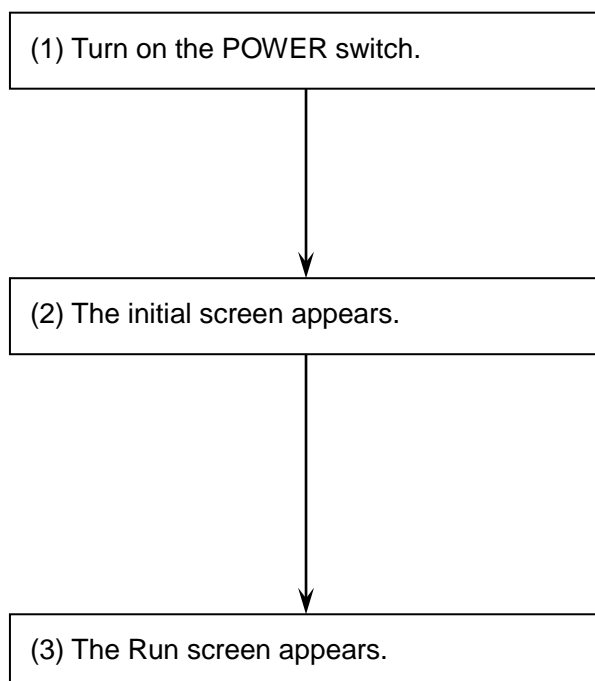 (1) Turn on the POWER switch.
(2) The initial screen appears.
(3) The Run screen appears.